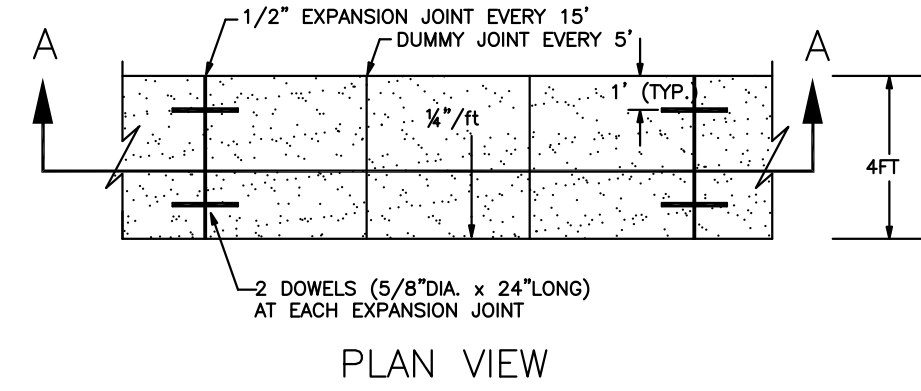 1/2" EXPANSION JOINT EVERY 15'
DUMMY JOINT EVERY 5'
A
A
1' (TYP.)
¼"/ft
4FT
2 DOWELS (5/8"DIA. x 24"LONG)
AT EACH EXPANSION JOINT
PLAN VIEW